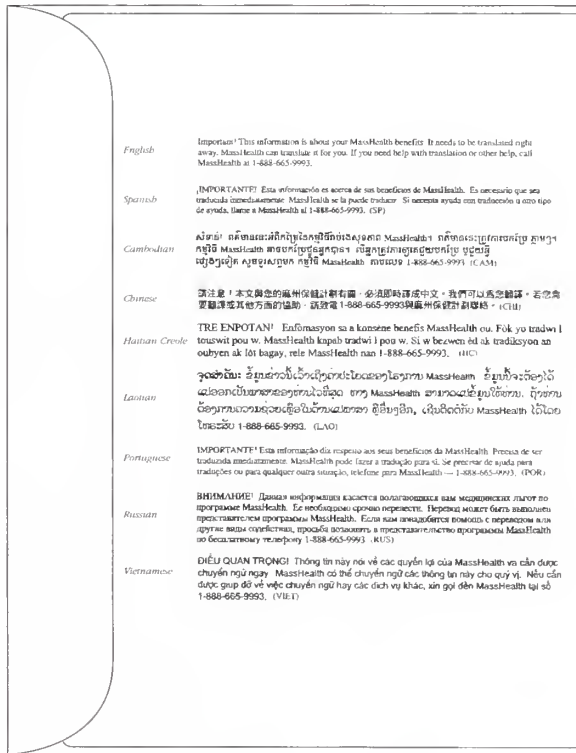 English
Important! This information is about your MassHealth benefits. It needs to be translated right
away. MassHealth can translate it for you. If you need help with translation or other help, call
MassHealth at 1-888-665-9993.
Spanish
¡IMPORTANTE! Esta información es acerca de sus beneficios de MassHealth. Es necesario que sea
traducida inmediatamente. MassHealth se la puede traducir. Si necesita ayuda con traducción u otro tipo
de ayuda, llame a MassHealth al 1-888-665-9993. (SP)
Cambodian
MassHealth
MassHealth 1-888-665-9993 (CAM)
Chinese
請注意!本文與您的麻州保健計劃有關,必須即時譯成中文。我們可以為您翻譯。若您需
要翻譯或其他方面的協助,請致電1-888-665-9993與麻州保健計劃聯絡。(CHI)
Haitian Creole
TRE ENPOTAN! Enfòmasyon sa a konsène benefis MassHealth ou. Fòk yo tradwi l
touswit pou w. MassHealth kapab tradwi l pou w. Si w bezwen èd ak tradiksyon an
oubyen ak lòt bagay, rele MassHealth nan 1-888-665-9993. (HC)
Laotian
MassHealth
MassHealth
MassHealth
1-888-665-9993. (LAO)
Portuguese
IMPORTANTE! Esta informação diz respeito aos seus benefícios da MassHealth. Precisa de ser
traduzida imediatamente. MassHealth pode fazer a tradução para si. Se precisar de ajuda para
traduções ou para qualquer outra situação, telefone para MassHealth — 1-888-665-9993. (POR)
Russian
ВНИМАНИЕ! Данная информация касается полагающихся вам медицинских льгот по
программе MassHealth. Ее необходимо срочно перевести. Перевод может быть выполнен
представителем программы MassHealth. Если вам понадобится помощь с переводом или
другие виды содействия, просьба позвонить в представительство программы MassHealth
по бесплатному телефону 1-888-665-9993. (RUS)
Vietnamese
ĐIỀU QUAN TRỌNG! Thông tin này nói về các quyền lợi của MassHealth và cần được
chuyển ngữ ngay. MassHealth có thể chuyển ngữ các thông tin này cho quý vị. Nếu cần
được giúp đỡ về việc chuyển ngữ hay các dịch vụ khác, xin gọi đến MassHealth tại số
1-888-665-9993. (VIET)